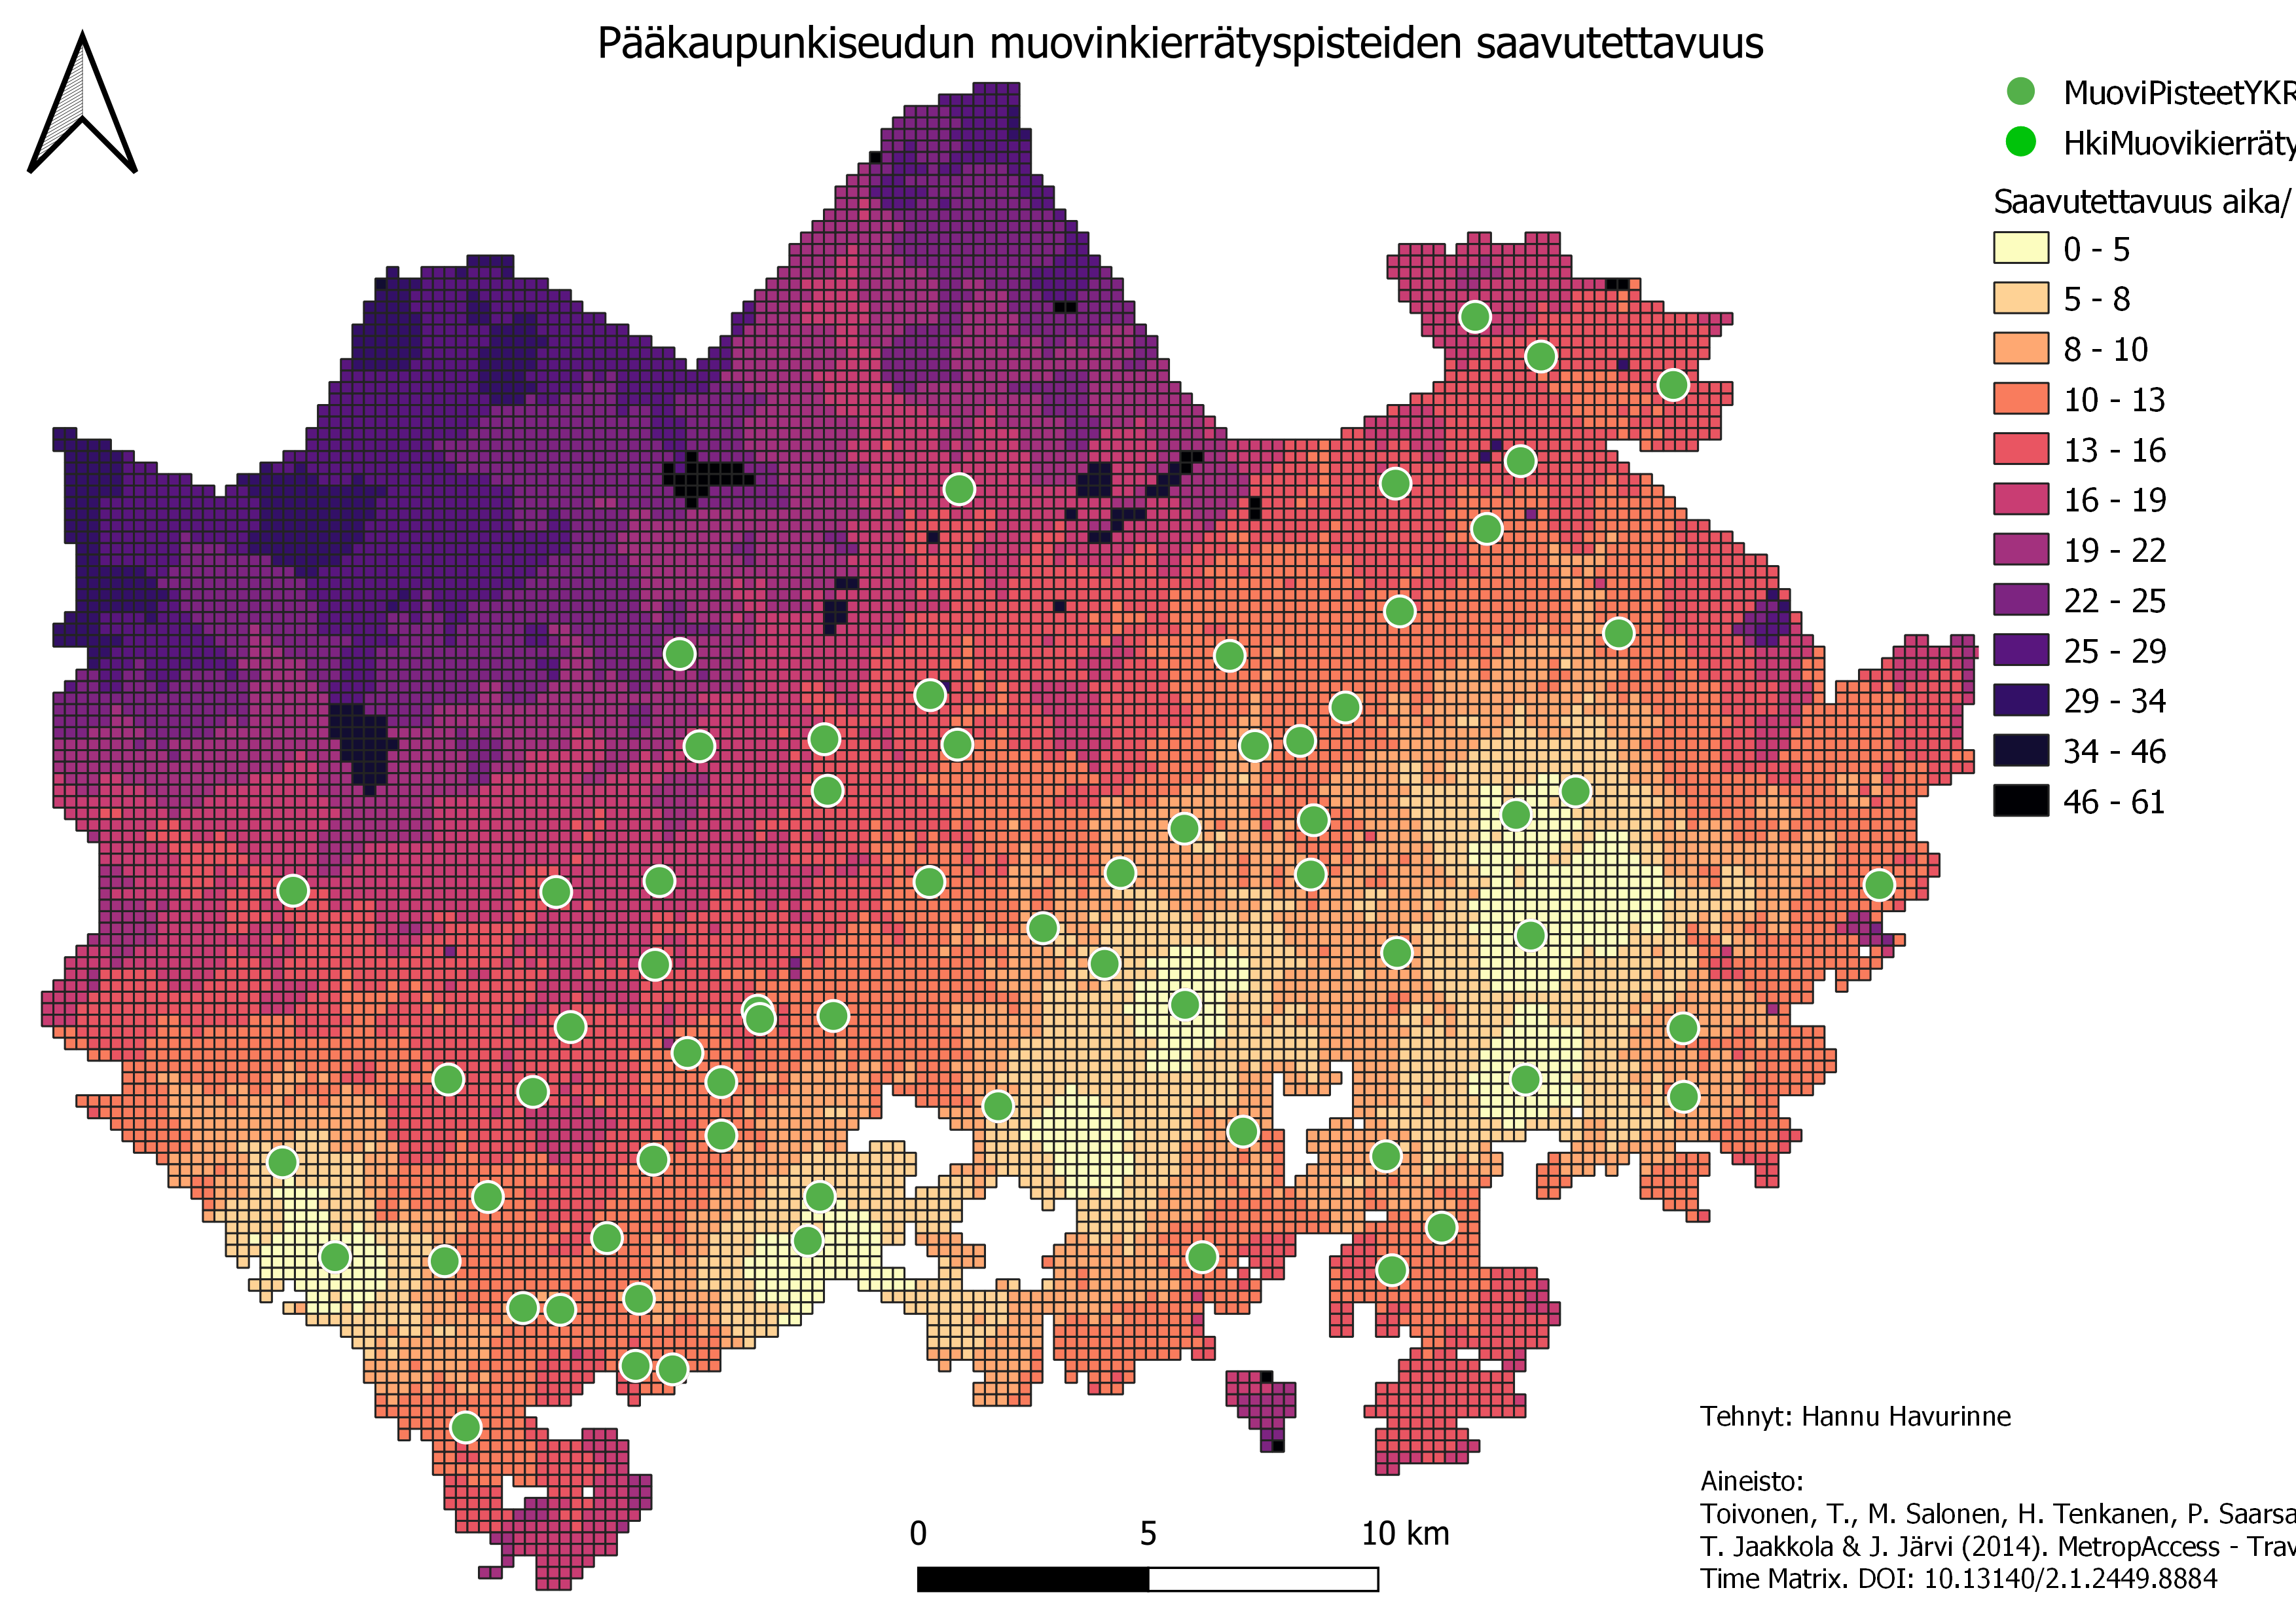 Pääkaupunkiseudun muovinkierrätyspisteiden saavutettavuus
MuoviPisteetYKR
HkiMuovikierräty
Saavutettavuus aika/
0 - 5
5 - 8
8 - 10
10 - 13
13 - 16
16 - 19
19 - 22
22 - 25
25 - 29
29 - 34
34 - 46
46 - 61
Tehnyt: Hannu Havurinne
Aineisto:
Toivonen, T., M. Salonen, H. Tenkanen, P. Saarsa
T. Jaakkola & J. Järvi (2014). MetropAccess - Trav
Time Matrix. DOI: 10.13140/2.1.2449.8884
0 5 10 km